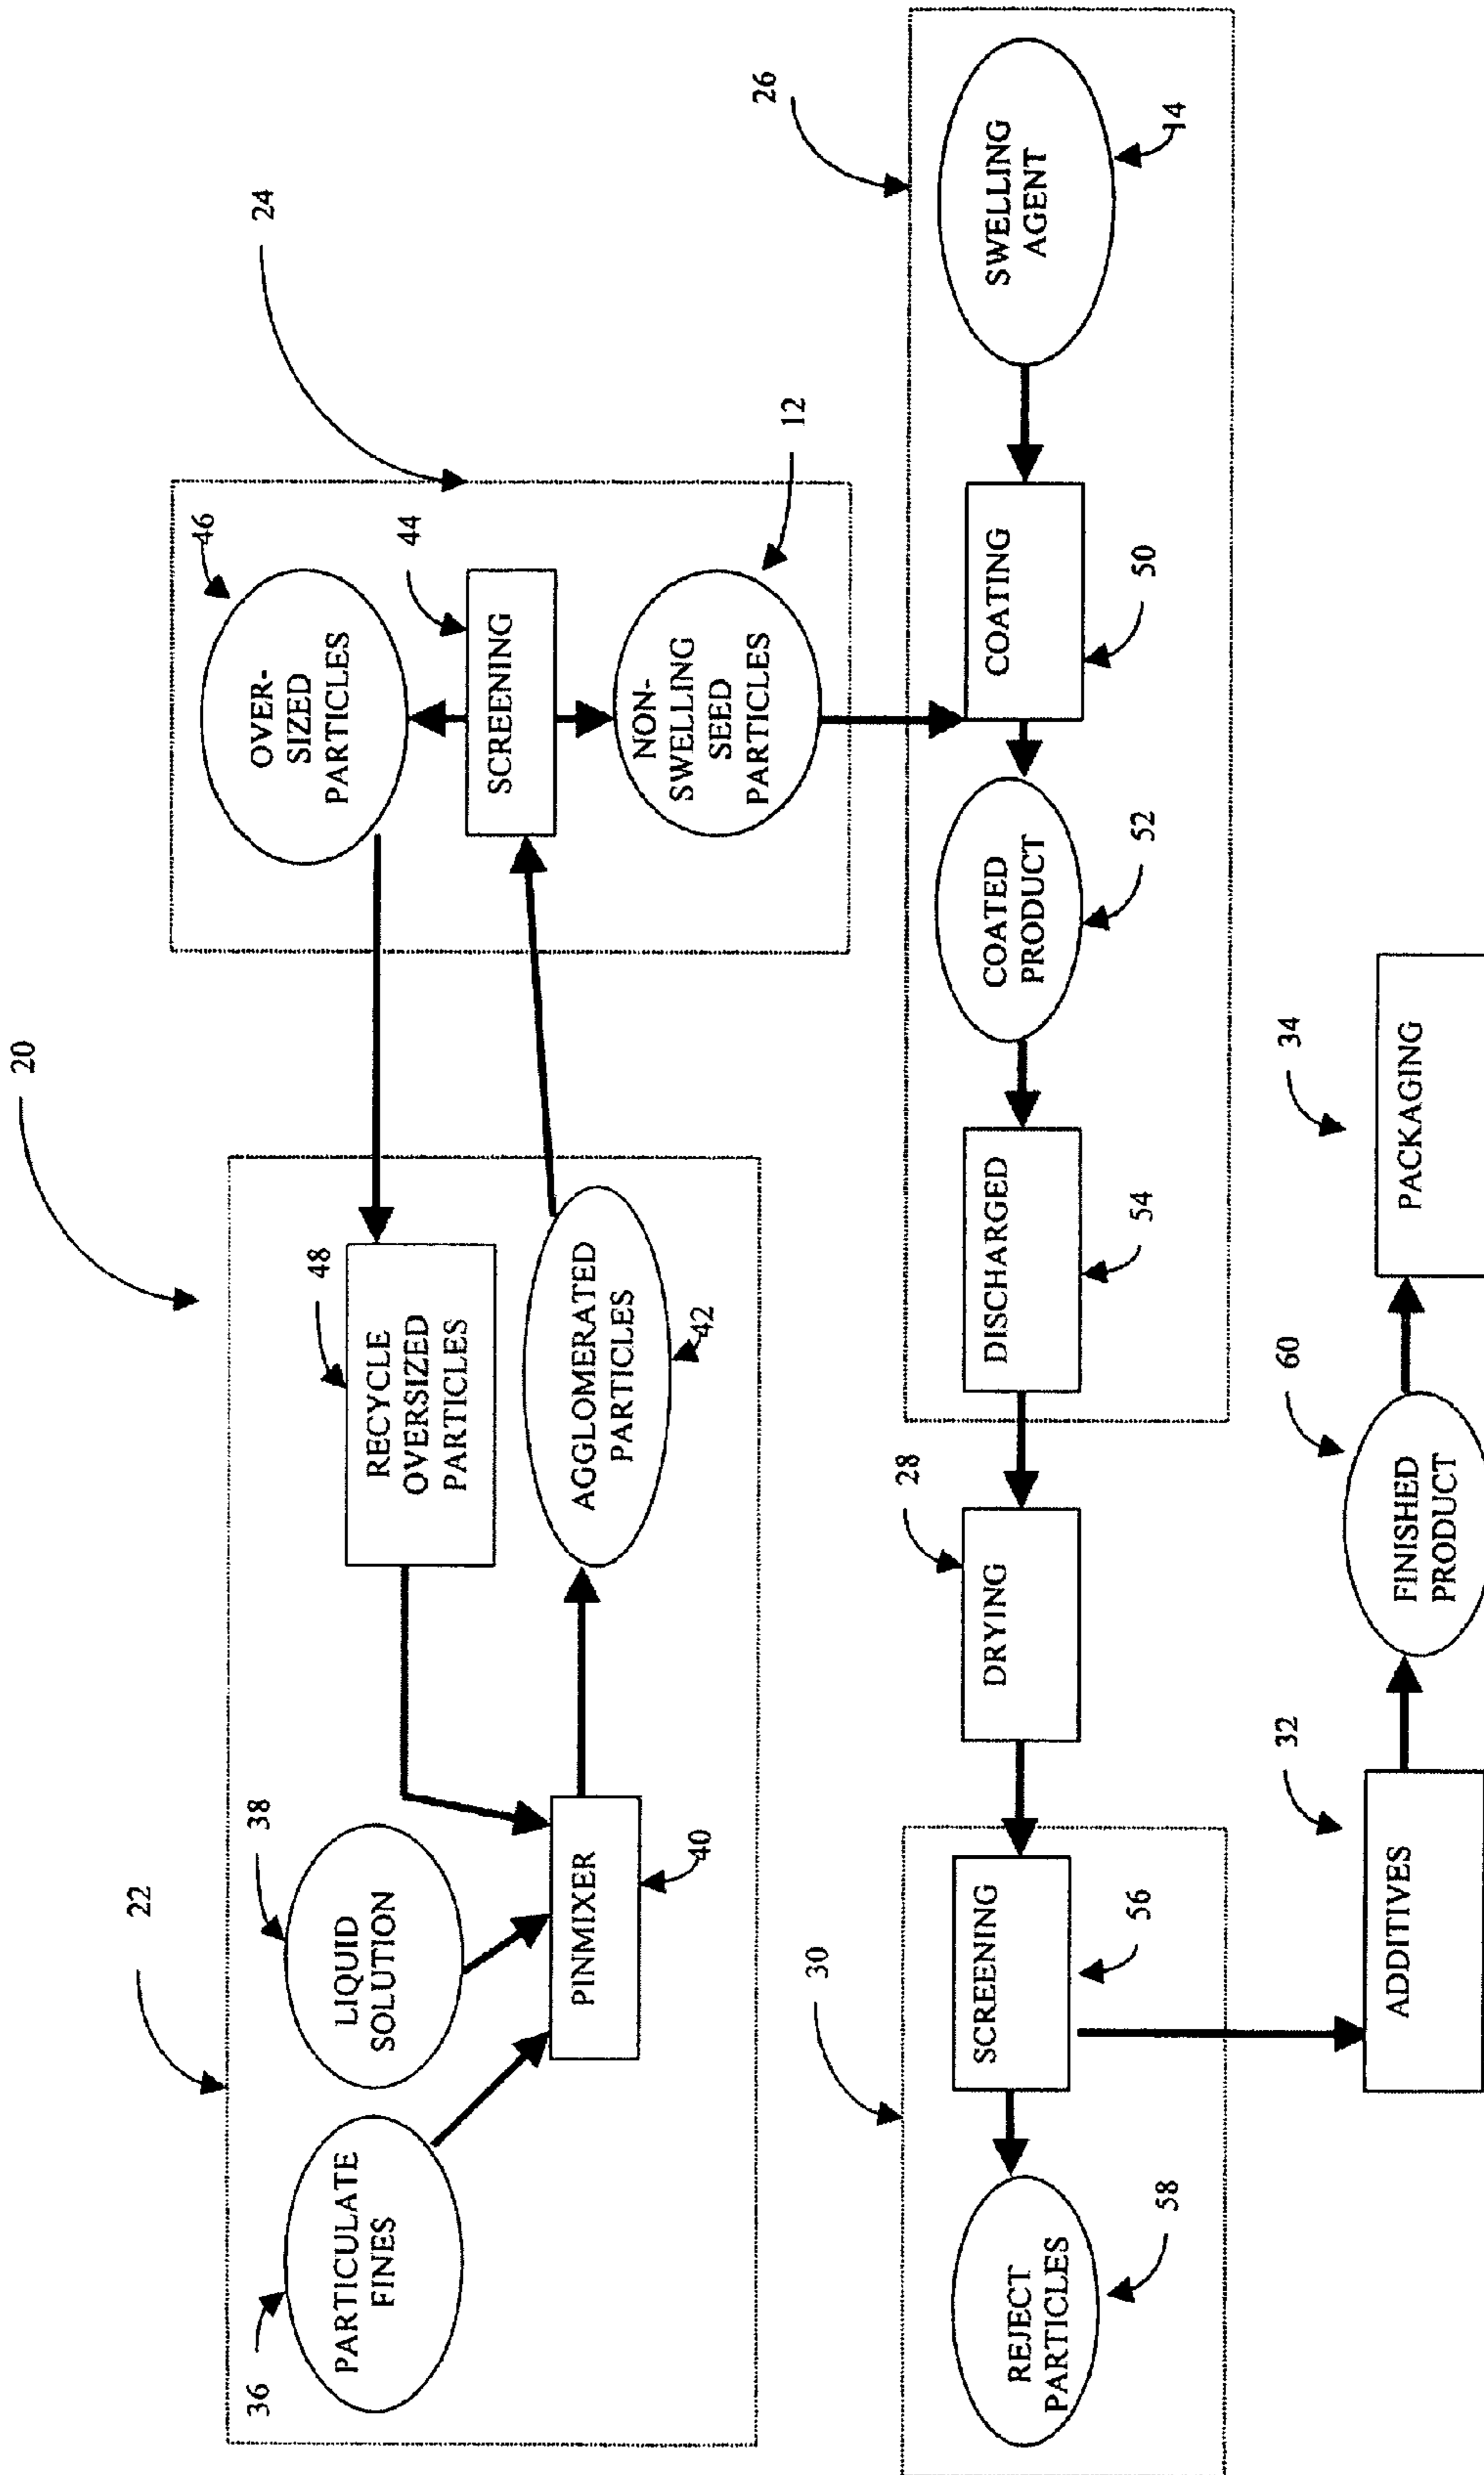 20
22
36
PARTICULATE
FINES
38
LIQUID
SOLUTION
PINMIXER
40
48
RECYCLE
OVERSIZED
PARTICLES
AGGLOMERATED
PARTICLES
42
24
46
OVER-
SIZED
PARTICLES
44
SCREENING
NON-
SWELLING
SEED
PARTICLES
12
26
SWELLING
AGENT
14
COATING
50
COATED
PRODUCT
52
DISCHARGED
54
28
DRYING
30
SCREENING
56
REJECT
PARTICLES
58
32
ADDITIVES
60
FINISHED
PRODUCT
34
PACKAGING